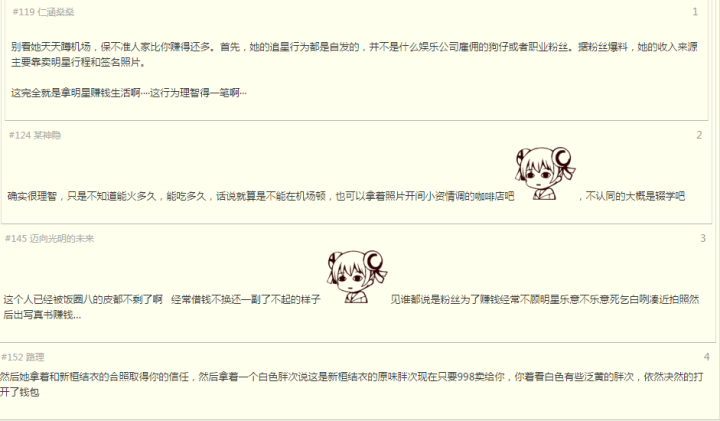 #119 仁涵燊燊
1
别看她天天蹲机场，保不准人家比你赚得还多。首先，她的追星行为都是自发的，并不是什么娱乐公司雇佣的狗仔或者职业粉丝。据粉丝爆料，她的收入来源
主要靠卖明星行程和签名照片。
这完全就是拿明星赚钱生活啊····这行为理智得一笔啊···
#124 某神隐
2
确实很理智，只是不知道能火多久，能吃多久，话说就算是不能在机场顿，也可以拿着照片开间小资情调的咖啡店吧 ，不认同的大概是辍学吧
#145 迈向光明的未来
3
这个人已经被饭圈八的皮都不剩了啊 经常借钱不换还一副了不起的样子 见谁都说是粉丝为了赚钱经常不顾明星乐意不乐意死乞白咧凑近拍照然
后出写真书赚钱...
#152 路理
4
然后她拿着和新桓结衣的合照取得你的信任，然后拿着一个白色胖次说这是新桓结衣的原味胖次现在只要998卖给你，你看着白色有些泛黄的胖次，依然决然的打
开了钱包